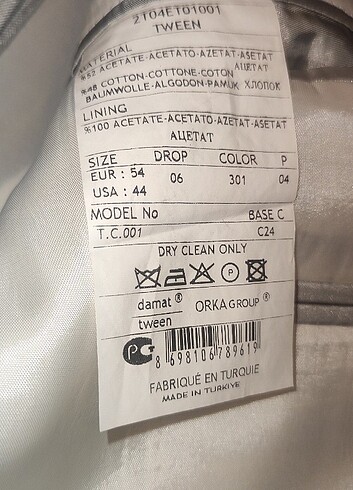 2104ET01001
TWEEN
MATERIAL
%52 ACETATE-ACETATO-AZETAT-ASETAT
АЦЕТАТ
%48 COTTON-COTTONE-COTON
BAUMWOLLE-ALGODON-PAMUK ХЛОПОК
LINING
%100 ACETATE-ACETATO-AZETAT-ASETAT
АЦЕТАТ
SIZE DROP COLOR P
EUR : 54 06 301 04
USA : 44
MODEL No BASE C
T.C.001 C24
DRY CLEAN ONLY
P
damat® ORKA GROUP®
tween
8 698106 789619
FABRIQUÉ EN TURQUIE
MADE IN TURKIYE